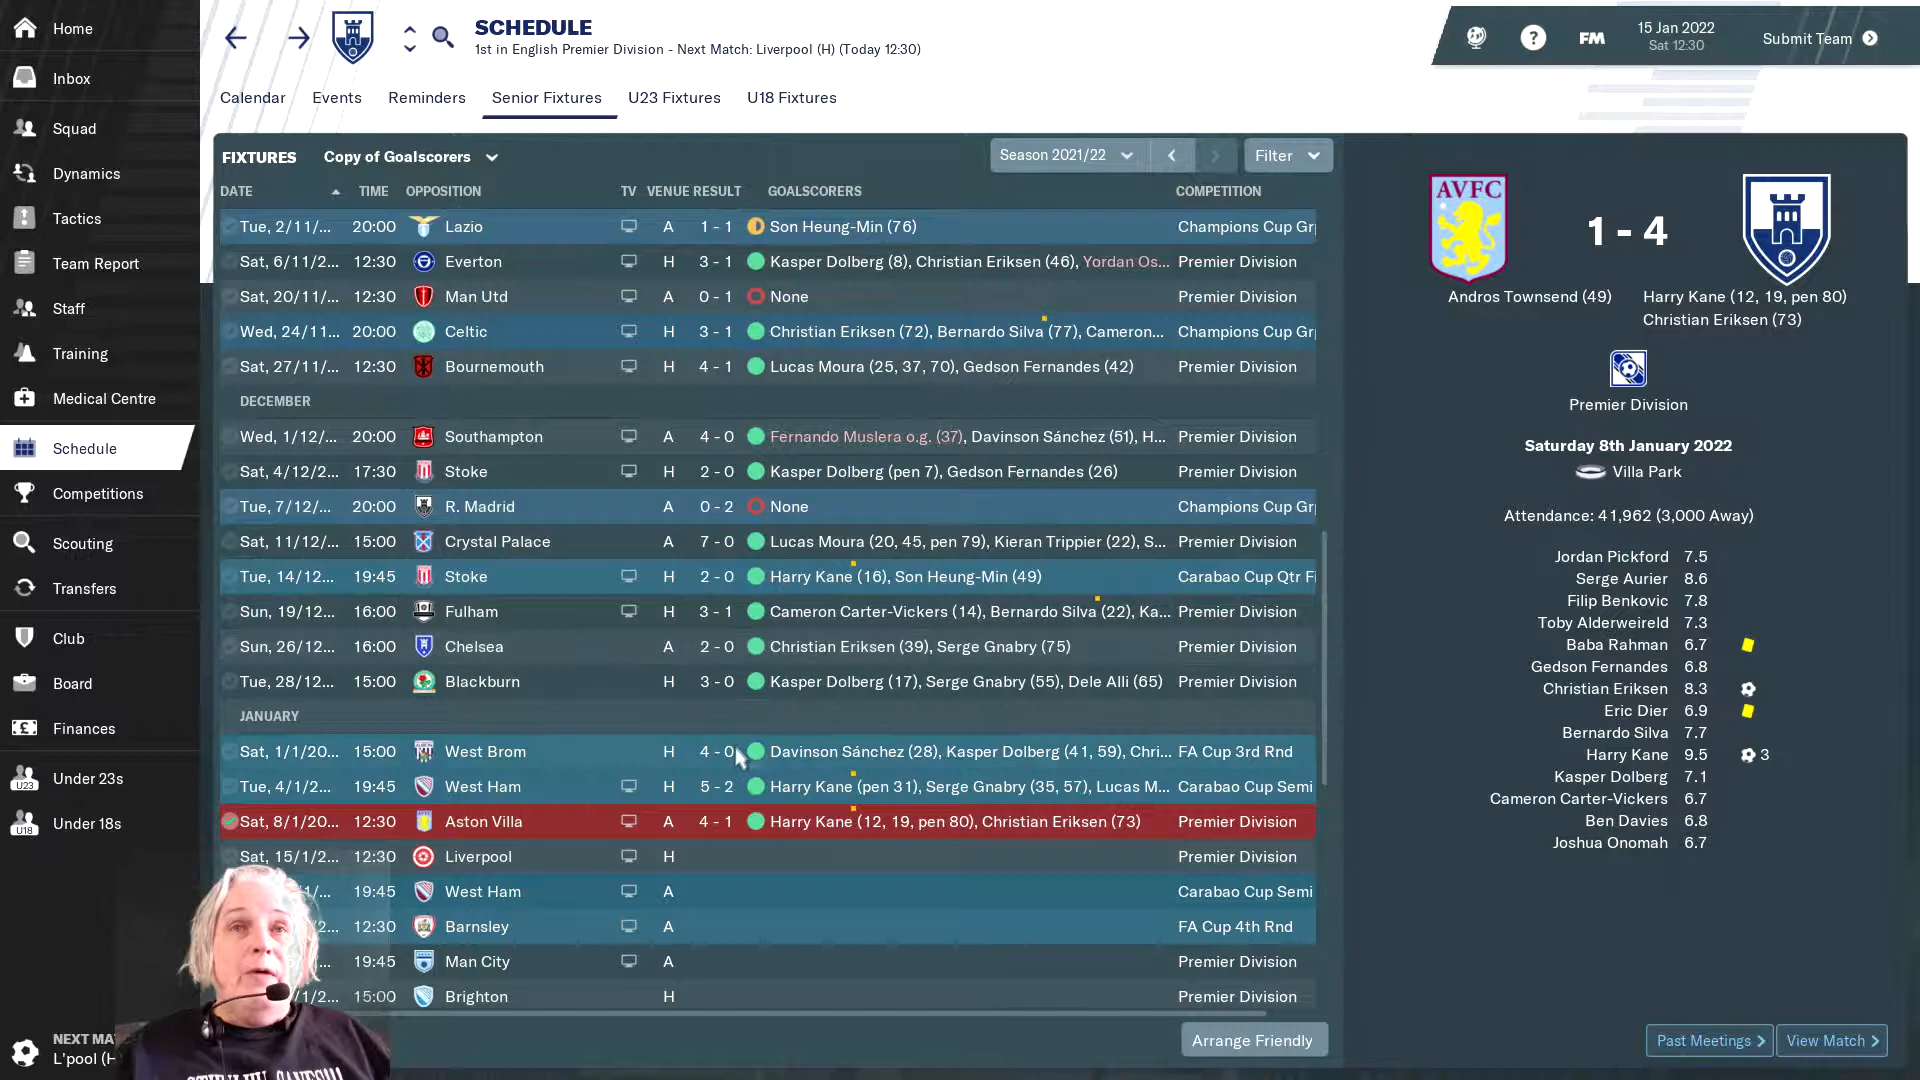 Home
Inbox
Squad
Dynamics
Tactics
Team Report
Staff
Training
Medical Centre
Schedule
Competitions
Scouting
Transfers
Club
Board
Finances
U23 Under 23s
U18 Under 18s
NEXT MA
L'pool (H
SCHEDULE
1st in English Premier Division - Next Match: Liverpool (H) (Today 12:30)
? FM 15 Jan 2022 Submit Team
Sat 12:30
Calendar Events Reminders Senior Fixtures U23 Fixtures U18 Fixtures
FIXTURES Copy of Goalscorers Season 2021/22 Filter
DATE TIME OPPOSITION TV VENUE RESULT GOALSCORERS COMPETITION
Tue, 2/11/... 20:00 Lazio A 1 - 1 Son Heung-Min (76) Champions Cup Gr
Sat, 6/11/2... 12:30 Everton H 3 - 1 Kasper Dolberg (8), Christian Eriksen (46), Yordan Os... Premier Division
Sat, 20/11/... 12:30 Man Utd A 0 - 1 None Premier Division
Wed, 24/11... 20:00 Celtic H 3 - 1 Christian Eriksen (72), Bernardo Silva (77), Cameron... Champions Cup Gr
Sat, 27/11/... 12:30 Bournemouth H 4 - 1 Lucas Moura (25, 37, 70), Gedson Fernandes (42) Premier Division
DECEMBER
Wed, 1/12/... 20:00 Southampton A 4 - 0 Fernando Muslera o.g. (37), Davinson Sánchez (51), H... Premier Division
Sat, 4/12/2... 17:30 Stoke H 2 - 0 Kasper Dolberg (pen 7), Gedson Fernandes (26) Premier Division
Tue, 7/12/... 20:00 R. Madrid A 0 - 2 None Champions Cup Gr
Sat, 11/12/... 15:00 Crystal Palace A 7 - 0 Lucas Moura (20, 45, pen 79), Kieran Trippier (22), S... Premier Division
Tue, 14/12... 19:45 Stoke H 2 - 0 Harry Kane (16), Son Heung-Min (49) Carabao Cup Qtr Fi
Sun, 19/12... 16:00 Fulham H 3 - 1 Cameron Carter-Vickers (14), Bernardo Silva (22), Ka... Premier Division
Sun, 26/12... 16:00 Chelsea A 2 - 0 Christian Eriksen (39), Serge Gnabry (75) Premier Division
Tue, 28/12... 15:00 Blackburn H 3 - 0 Kasper Dolberg (17), Serge Gnabry (55), Dele Alli (65) Premier Division
JANUARY
Sat, 1/1/20... 15:00 West Brom H 4 - 0 Davinson Sánchez (28), Kasper Dolberg (41, 59), Chri... FA Cup 3rd Rnd
Tue, 4/1/2... 19:45 West Ham H 5 - 2 Harry Kane (pen 31), Serge Gnabry (35, 57), Lucas M... Carabao Cup Semi
Sat, 8/1/20... 12:30 Aston Villa A 4 - 1 Harry Kane (12, 19, pen 80), Christian Eriksen (73) Premier Division
Sat, 15/1/2... 12:30 Liverpool H Premier Division
19:45 West Ham A Carabao Cup Semi
12:30 Barnsley A FA Cup 4th Rnd
19:45 Man City A Premier Division
15:00 Brighton H Premier Division
Arrange Friendly
AVFC
1 - 4
Andros Townsend (49) Harry Kane (12, 19, pen 80)
Christian Eriksen (73)
Premier Division
Saturday 8th January 2022
Villa Park
Attendance: 41,962 (3,000 Away)
Jordan Pickford 7.5
Serge Aurier 8.6
Filip Benkovic 7.8
Toby Alderweireld 7.3
Baba Rahman 6.7
Gedson Fernandes 6.8
Christian Eriksen 8.3
Eric Dier 6.9
Bernardo Silva 7.7
Harry Kane 9.5 3
Kasper Dolberg 7.1
Cameron Carter-Vickers 6.7
Ben Davies 6.8
Joshua Onomah 6.7
Past Meetings View Match